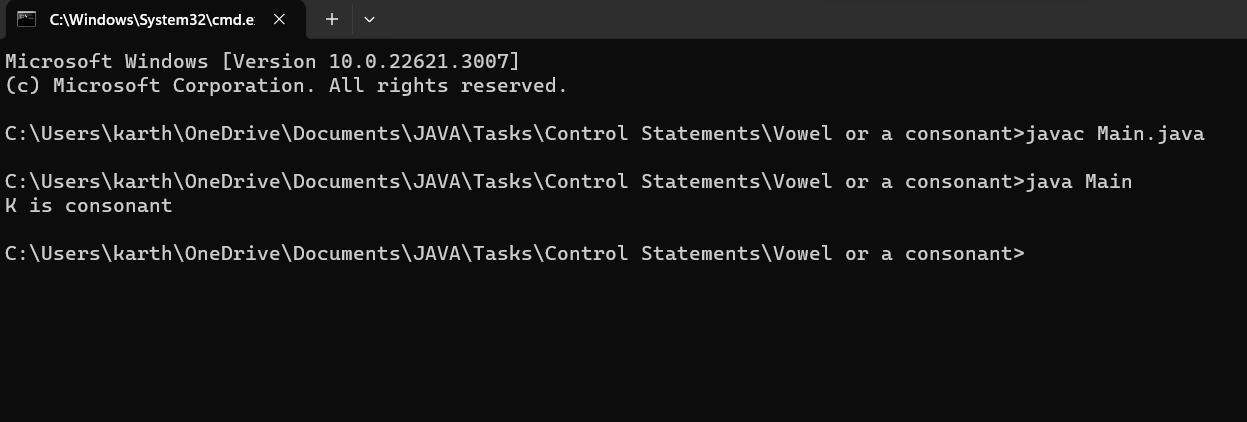 C:\Windows\System32\cmd.e
Microsoft Windows [Version 10.0.22621.3007]
(c) Microsoft Corporation. All rights reserved.
C:\Users\karth\OneDrive\Documents\JAVA\Tasks\Control Statements\Vowel or a consonant>javac Main.java
C:\Users\karth\OneDrive\Documents\JAVA\Tasks\Control Statements\Vowel or a consonant>java Main
K is consonant
C:\Users\karth\OneDrive\Documents\JAVA\Tasks\Control Statements\Vowel or a consonant>